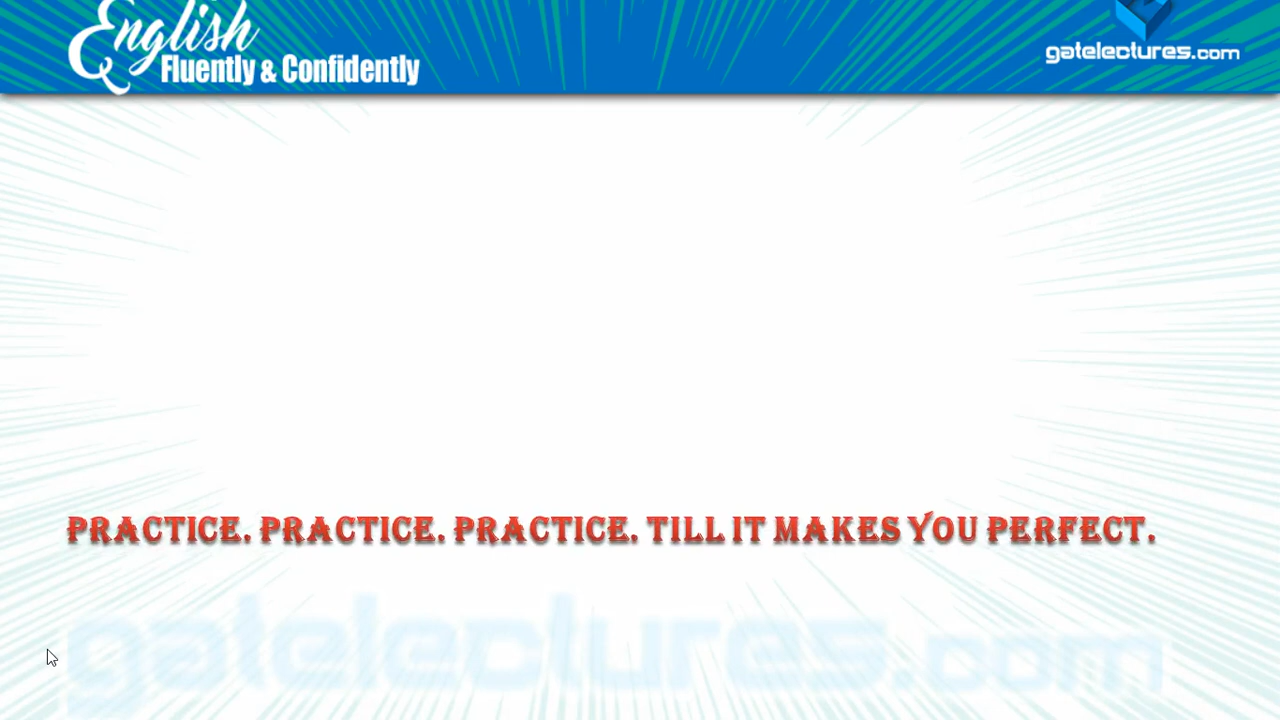 English
Fluently & Confidently
gatelectures.com
PRACTICE. PRACTICE. PRACTICE. TILL IT MAKES YOU PERFECT.
gatelectures.com